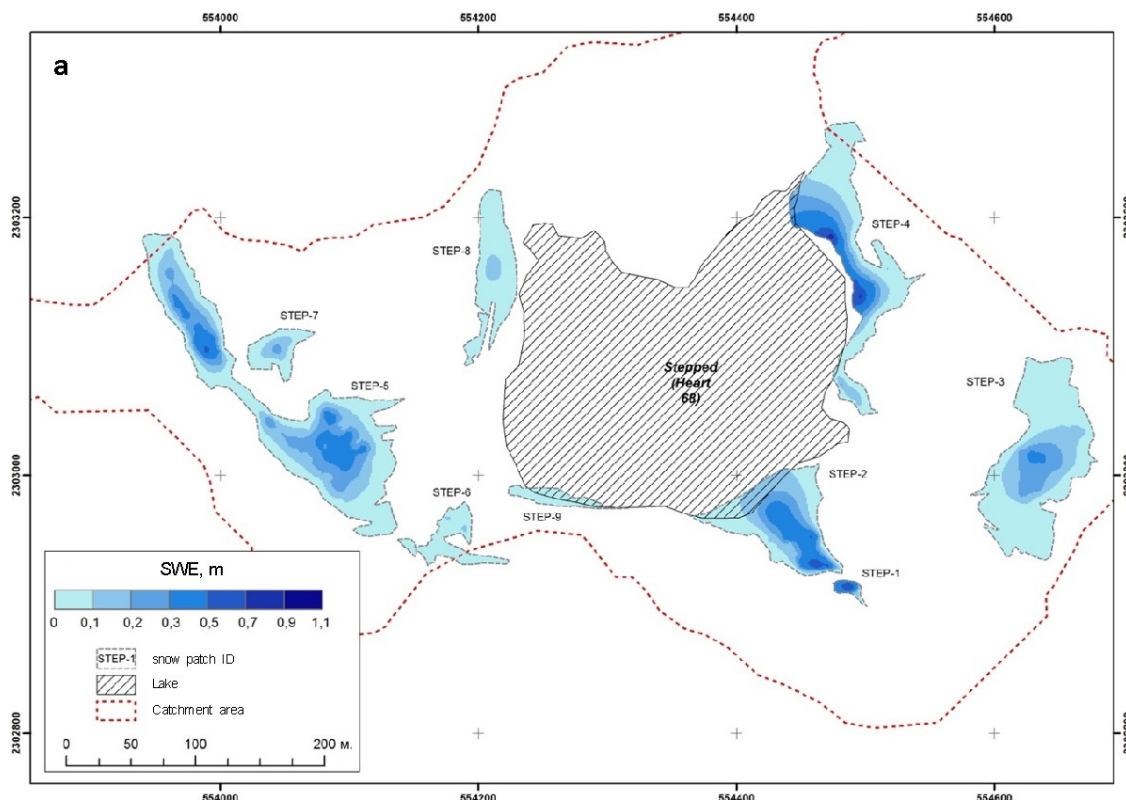 554000 554200 554400 554600
a
2303200
STEP-4
STEP-8
STEP-7
STEP-3
STEP-5
Stepped
(Heart
68)
2303000
STEP-2
STEP-6
STEP-9
STEP-1
SWE, m
0 0,1 0,2 0,3 0,5 0,7 0,9 1,1
STEP-1 snow patch ID
Lake
Catchment area
2302800
0 50 100 200 м.
554000 554200 554400 554600